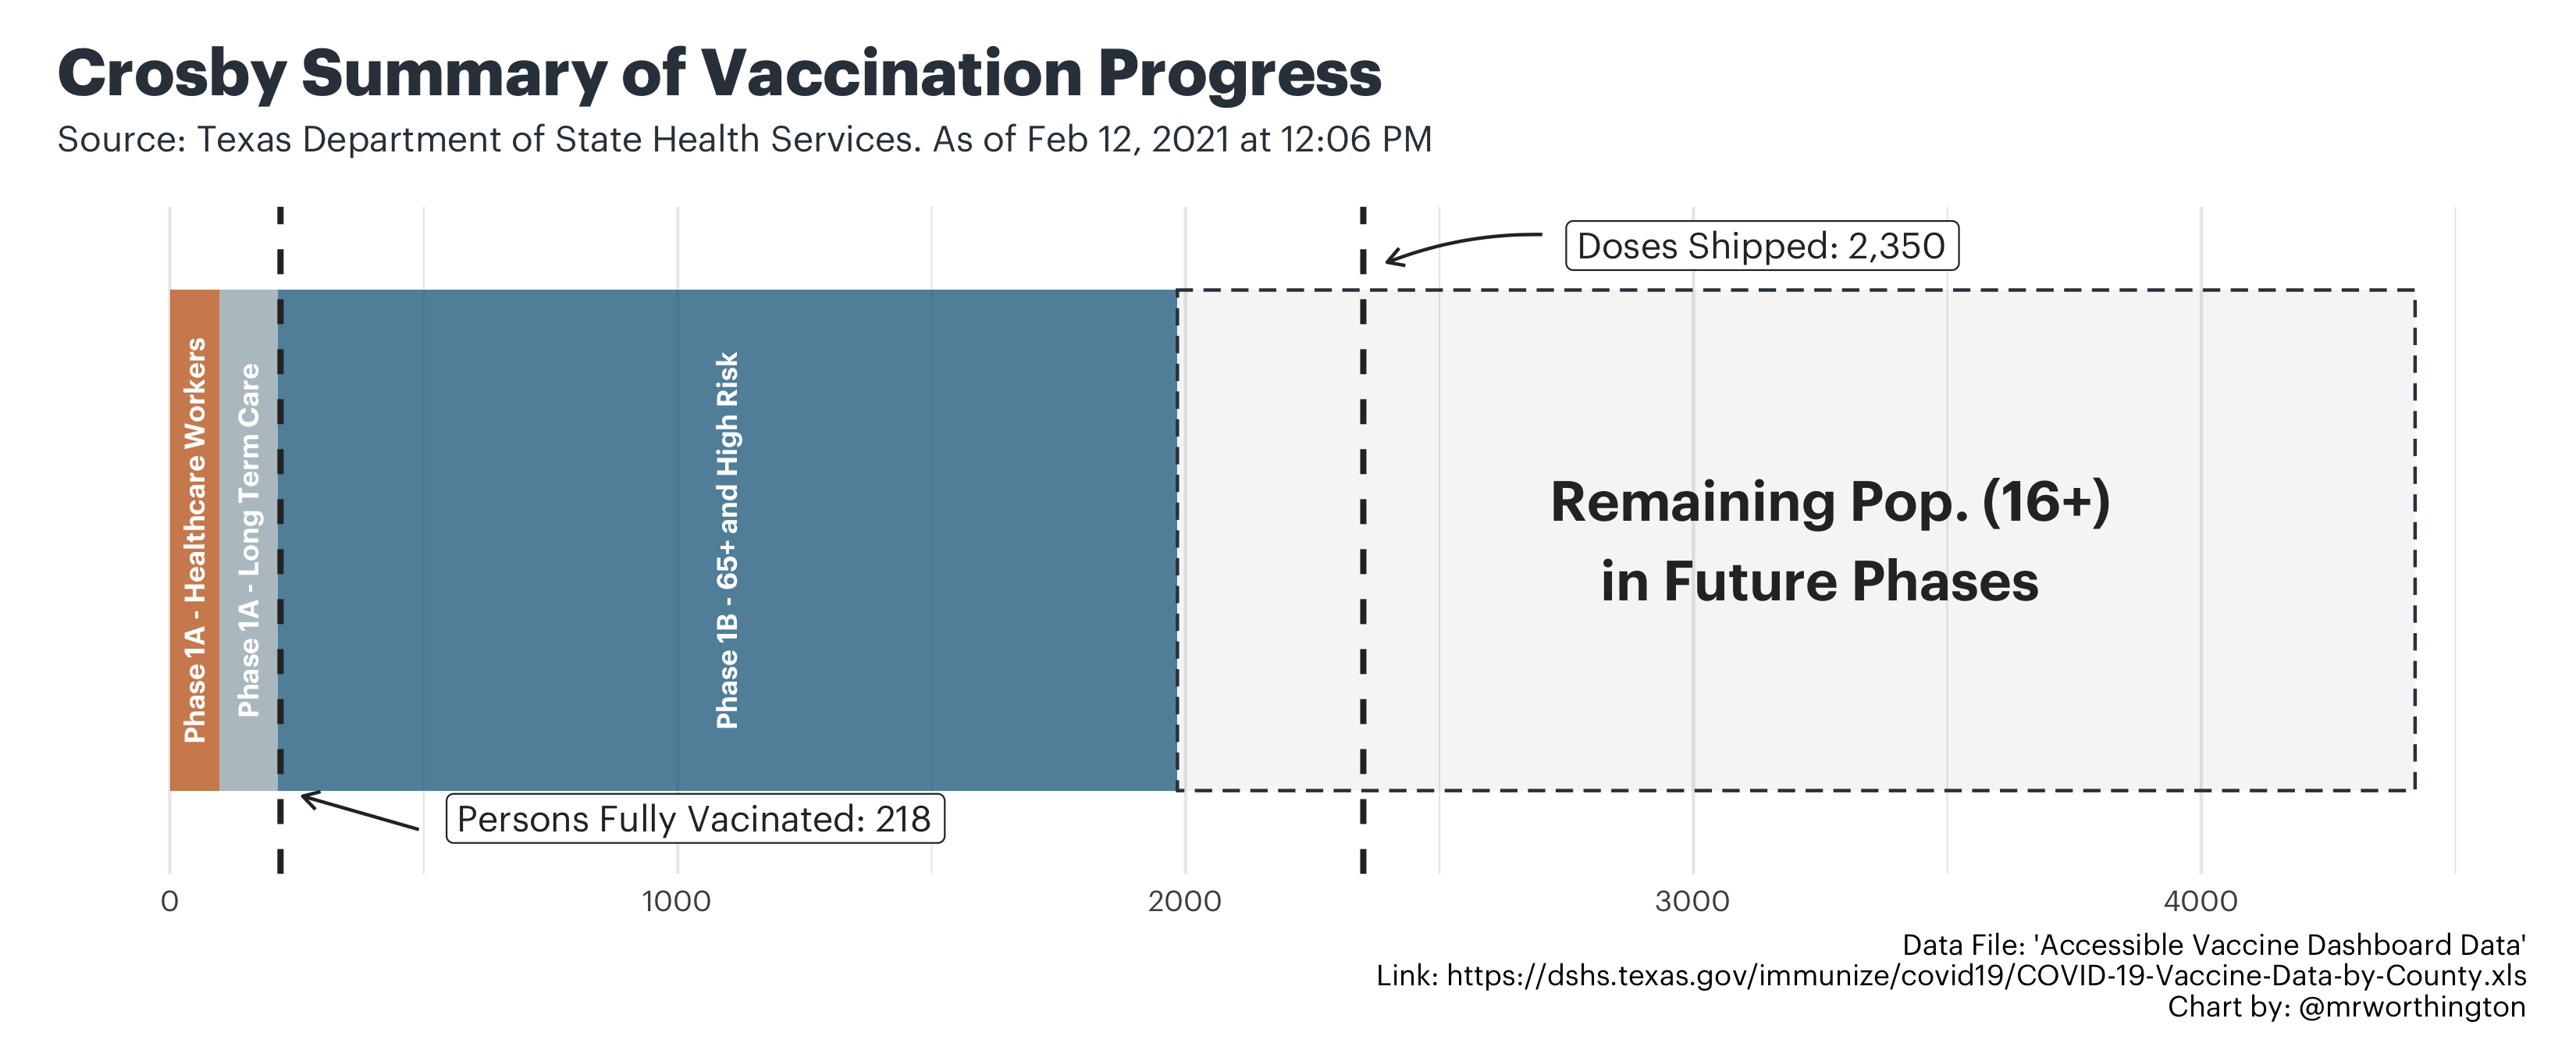 Crosby Summary of Vaccination Progress
Source: Texas Department of State Health Services. As of Feb 12, 2021 at 12:06 PM
Doses Shipped: 2,350
Phase 1A - Healthcare Workers
Phase 1A - Long Term Care
Phase 1B - 65+ and High Risk
Remaining Pop. (16+)
in Future Phases
Persons Fully Vacinated: 218
0 1000 2000 3000 4000
Data File: 'Accessible Vaccine Dashboard Data'
Link: https://dshs.texas.gov/immunize/covid19/COVID-19-Vaccine-Data-by-County.xls
Chart by: @mrworthington